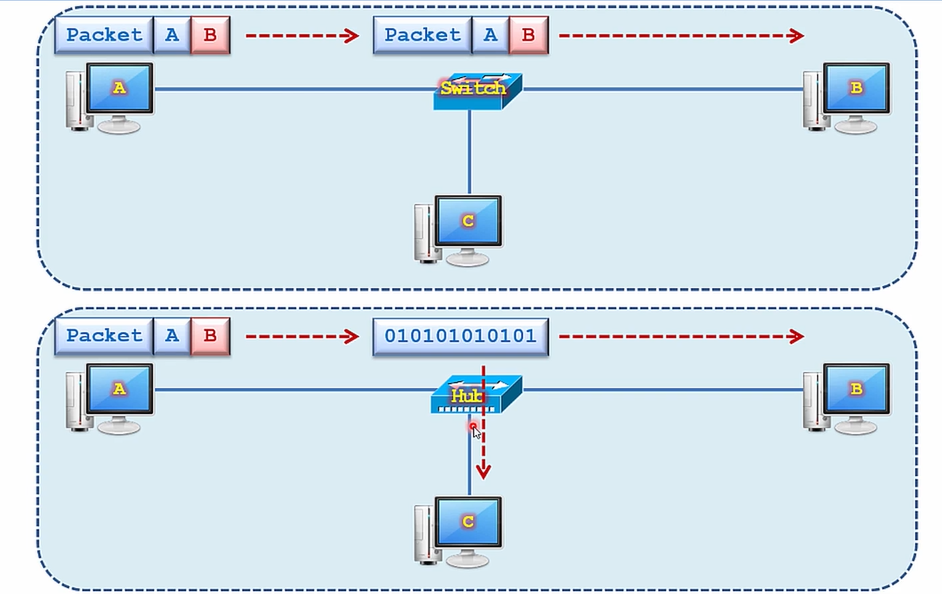 Packet A B Packet A B
A Switch B
C
Packet A B 010101010101
A Hub B
C